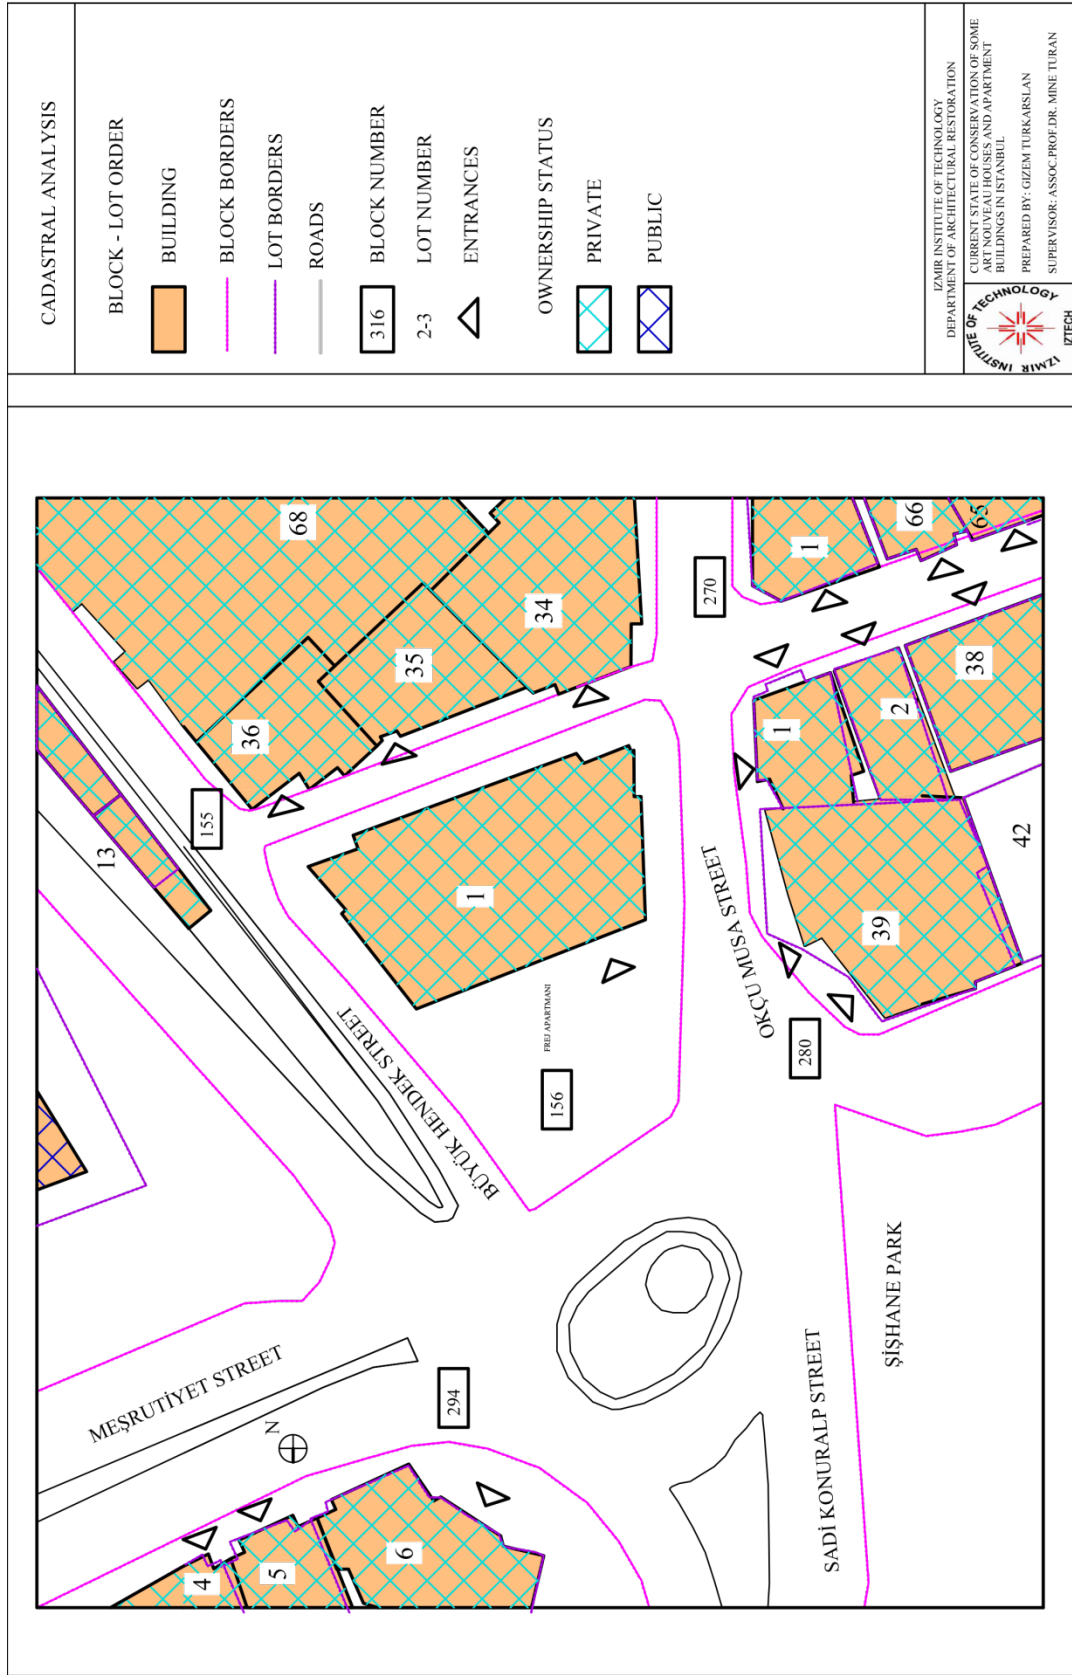 CADASTRAL ANALYSIS
BLOCK - LOT ORDER
BUILDING
BLOCK BORDERS
LOT BORDERS
ROADS
316
BLOCK NUMBER
2-3
LOT NUMBER
ENTRANCES
OWNERSHIP STATUS
PRIVATE
PUBLIC
IZMIR INSTITUTE OF TECHNOLOGY
DEPARTMENT OF ARCHITECTURAL RESTORATION
IZMIR INSTITUTE OF TECHNOLOGY
IZTECH
CURRENT STATE OF CONSERVATION OF SOME
ART NOUVEAU HOUSES AND APARTMENT
BUILDINGS IN ISTANBUL
PREPARED BY: GIZEM TURKARSLAN
SUPERVISOR: ASSOC.PROF.DR. MINE TURAN
MEŞRUTİYET STREET
N
294
4
5
6
13
155
BÜYÜK HENDEK STREET
36
68
35
34
1
FREJ APARTMANI
156
270
1
66
65
OKÇU MUSA STREET
1
2
38
39
42
280
SADİ KONURALP STREET
ŞİŞHANE PARK